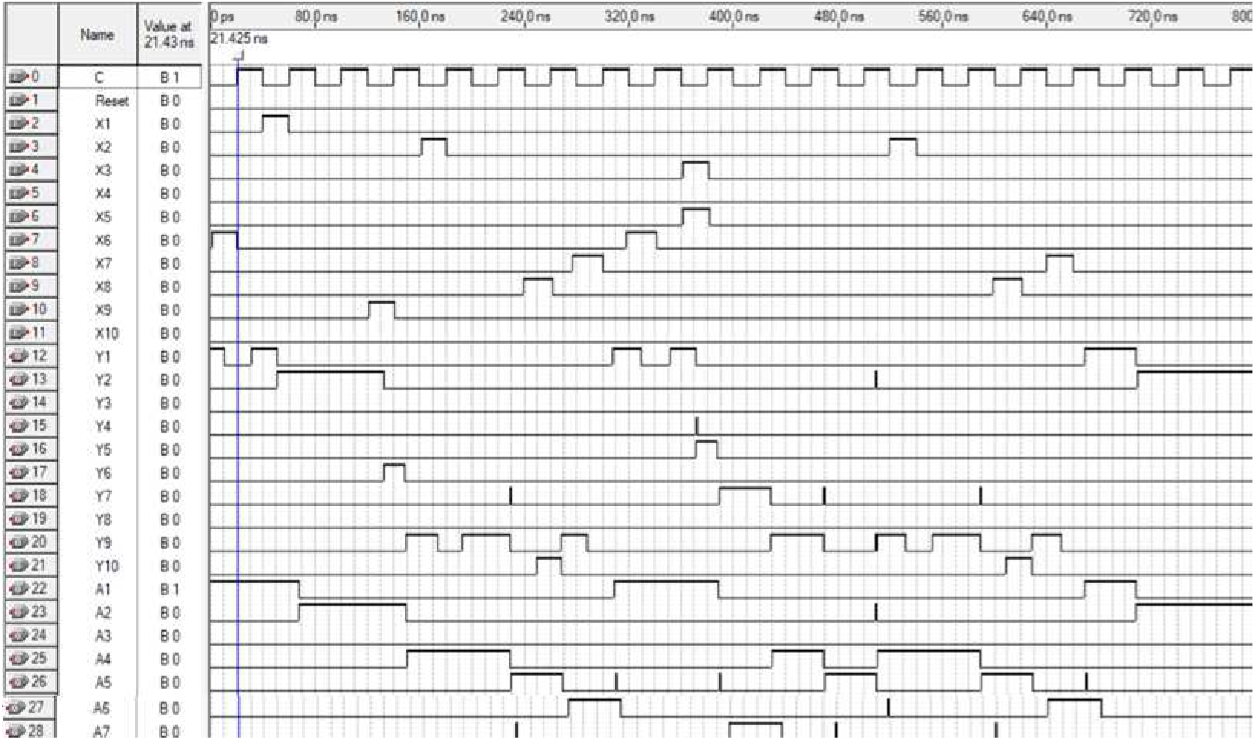 Name
Value at
21.43 ns
0 ps
80.0 ns
160.0 ns
240.0 ns
320.0 ns
400.0 ns
480.0 ns
560.0 ns
640.0 ns
720.0 ns
800
21.425 ns
0 C B 1
1 Reset B 0
2 X1 B 0
3 X2 B 0
4 X3 B 0
5 X4 B 0
6 X5 B 0
7 X6 B 0
8 X7 B 0
9 X8 B 0
10 X9 B 0
11 X10 B 0
12 Y1 B 0
13 Y2 B 0
14 Y3 B 0
15 Y4 B 0
16 Y5 B 0
17 Y6 B 0
18 Y7 B 0
19 Y8 B 0
20 Y9 B 0
21 Y10 B 0
22 A1 B 1
23 A2 B 0
24 A3 B 0
25 A4 B 0
26 A5 B 0
27 A6 B 0
28 A7 B 0